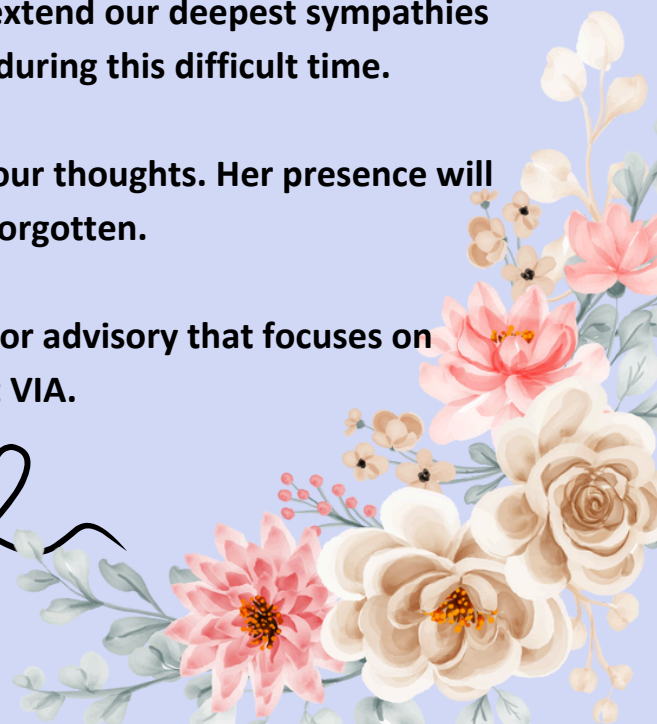 extend our deepest sympathies
during this difficult time.
our thoughts. Her presence will
orgotten.
or advisory that focuses on
VIA.